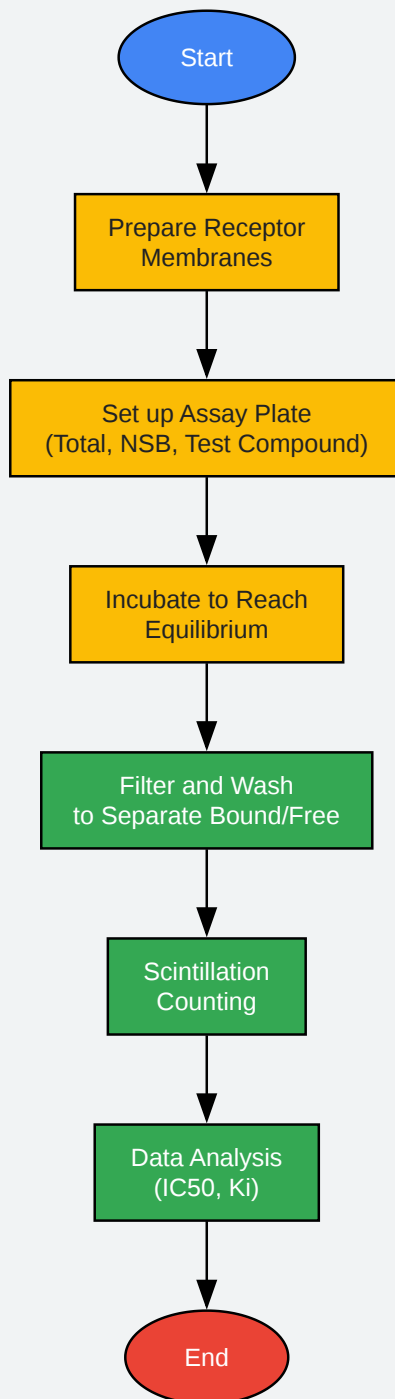 Start
Prepare Receptor
Membranes
Set up Assay Plate
(Total, NSB, Test Compound)
Incubate to Reach
Equilibrium
Filter and Wash
to Separate Bound/Free
Scintillation
Counting
Data Analysis
(IC50, Ki)
End